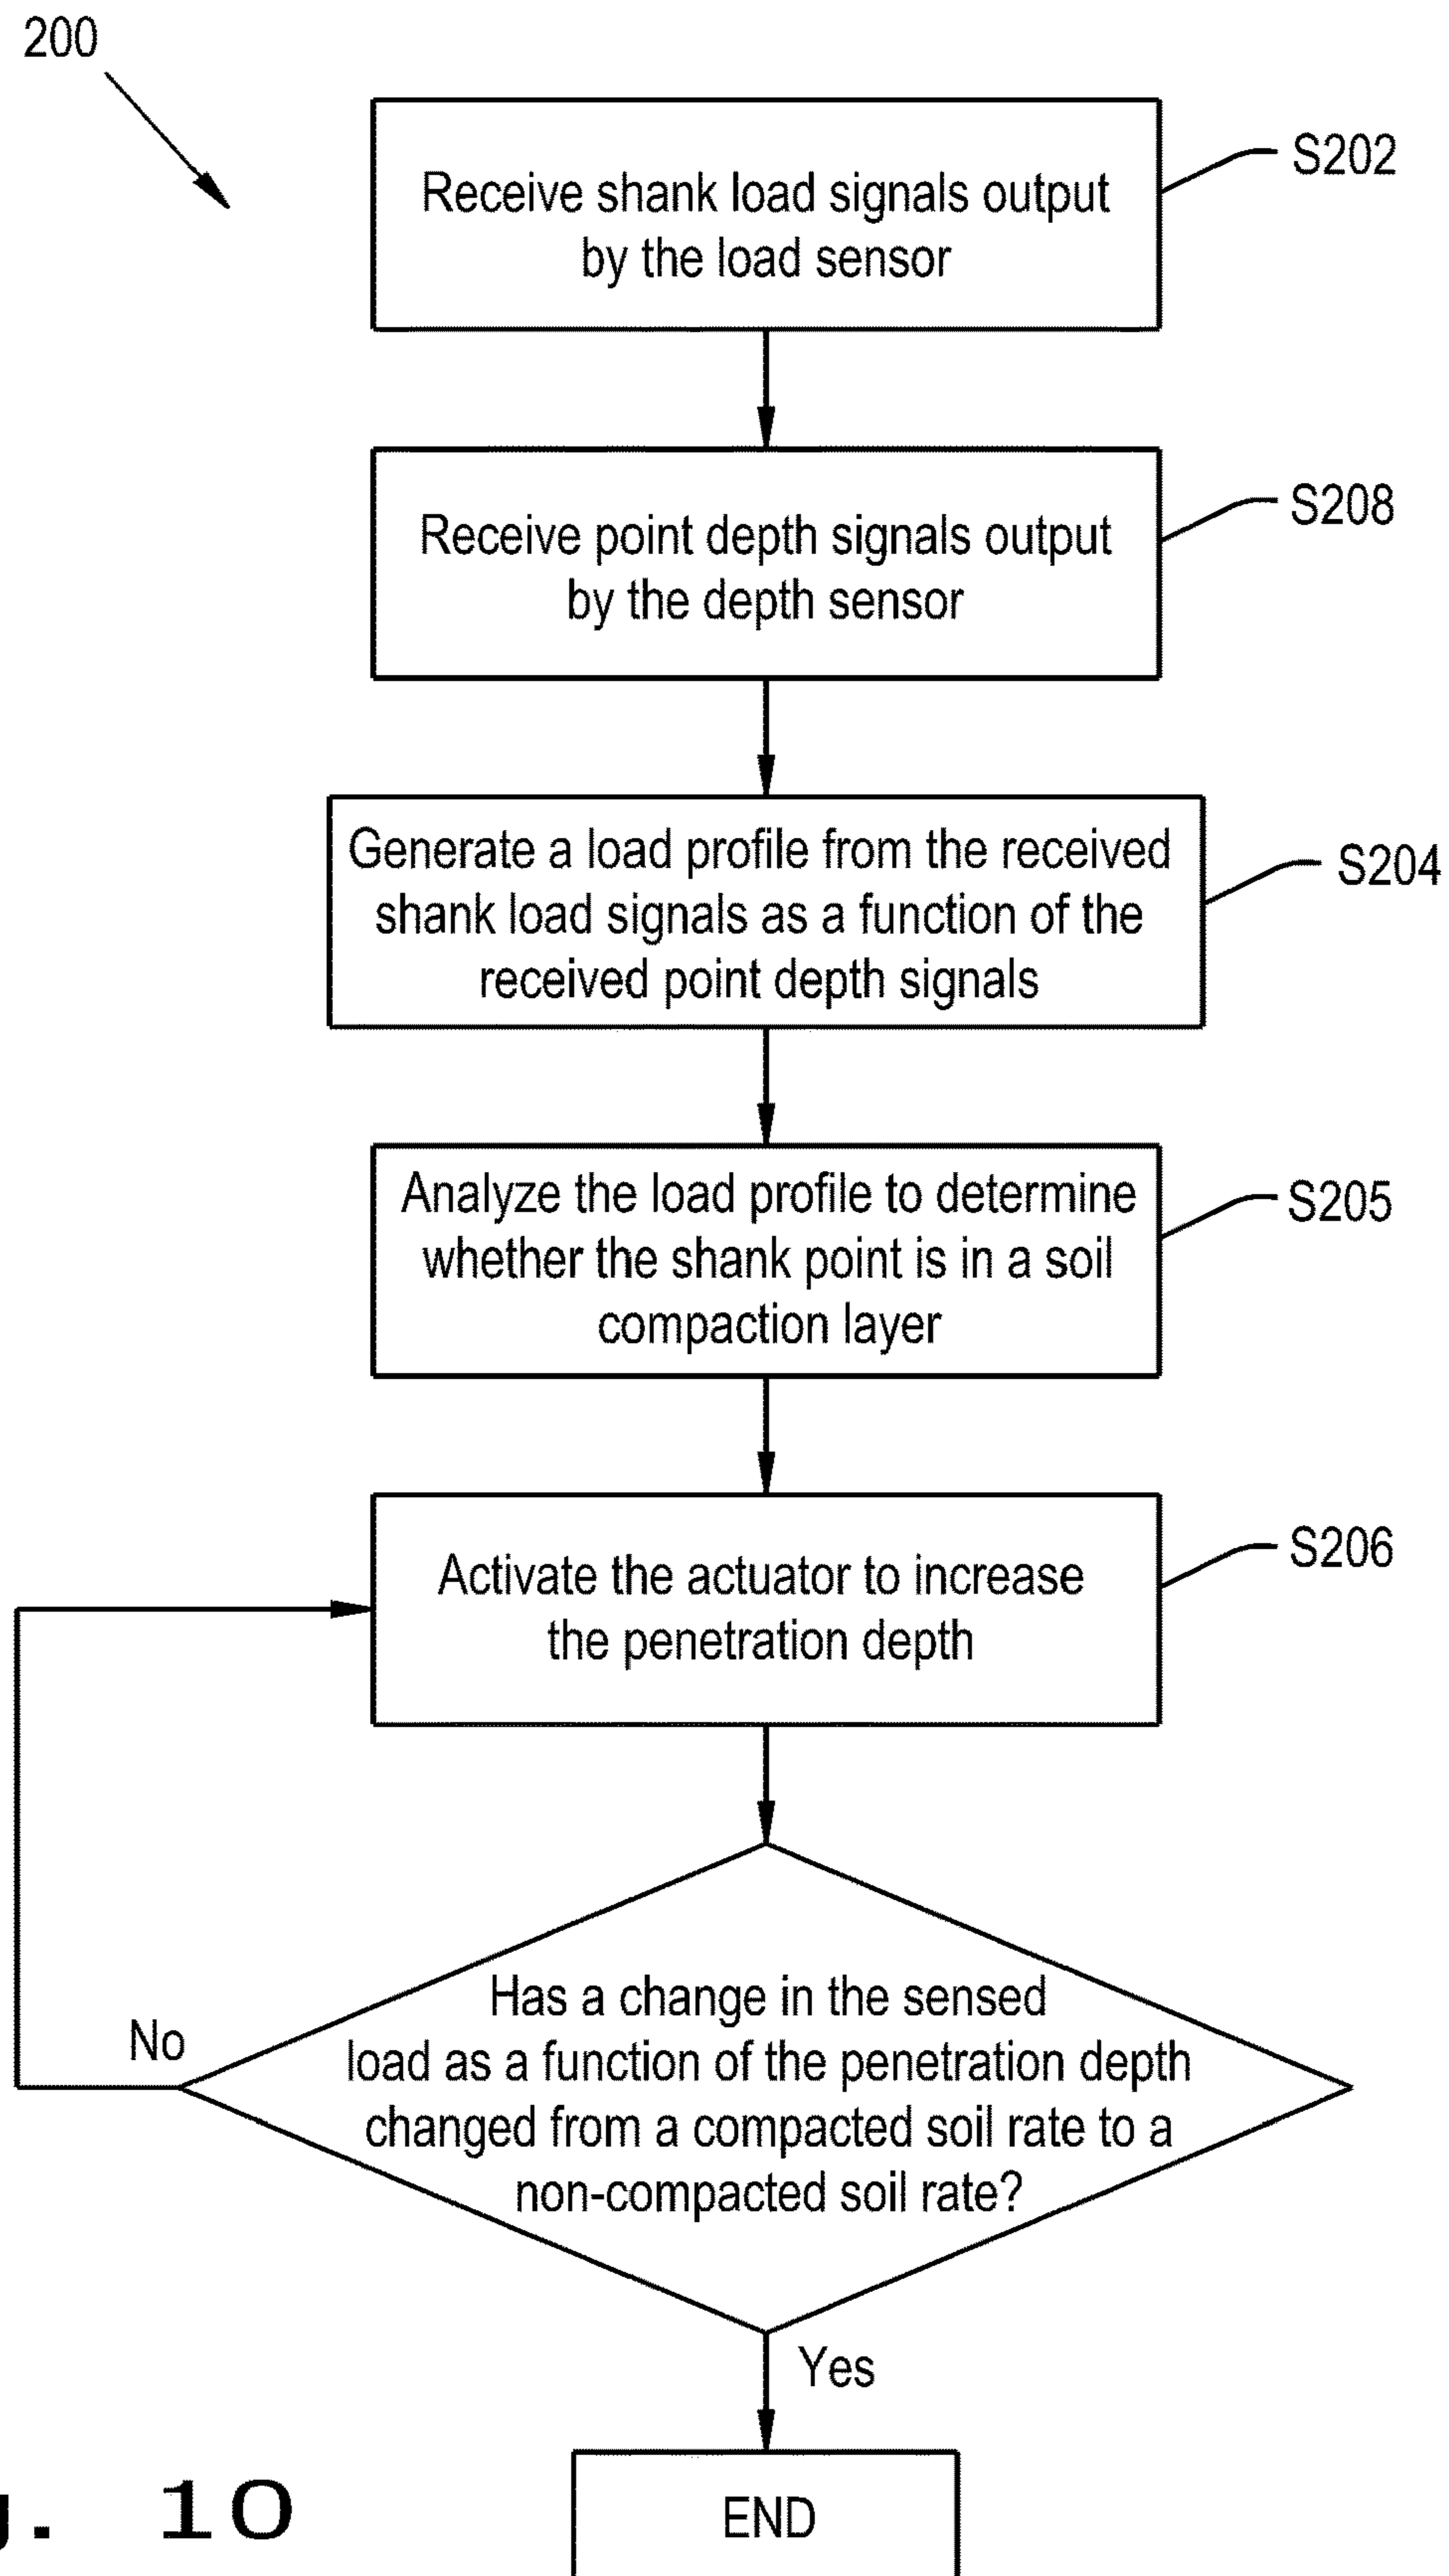 200
Receive shank load signals output
by the load sensor
S202
Receive point depth signals output
by the depth sensor
S208
Generate a load profile from the received
shank load signals as a function of the
received point depth signals
S204
Analyze the load profile to determine
whether the shank point is in a soil
compaction layer
S205
Activate the actuator to increase
the penetration depth
S206
Has a change in the sensed
load as a function of the penetration depth
changed from a compacted soil rate to a
non-compacted soil rate?
No
Yes
END
g. 10